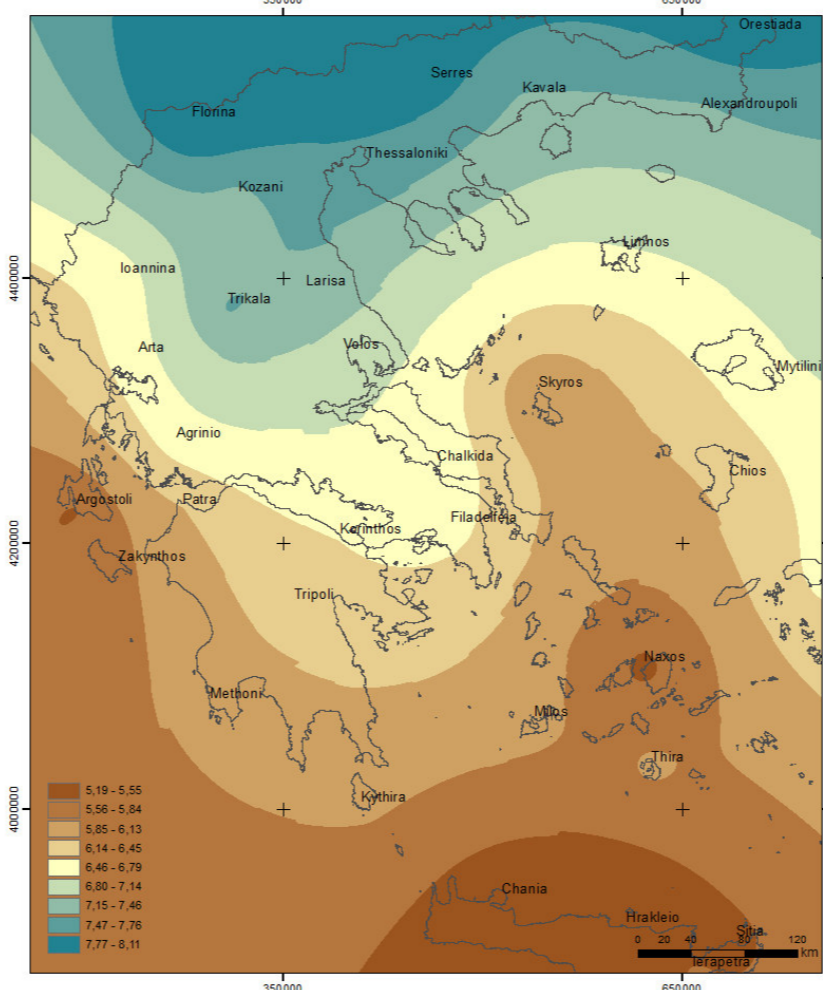 350000 650000
Orestiada
Serres
Kavala
Alexandroupoli
Florina
Thessaloniki
Kozani
Limnos
Ioannina
4400000
Larisa
Trikala
Volos
Arta
Mytilini
Skyros
Agrinio
Chalkida
Chios
Argostoli
Patra
Filadelfeia
Korinthos
4200000
Zakynthos
Tripoli
Naxos
Methoni
Milos
Thira
Kythira
4000000
5,19 - 5,55
5,56 - 5,84
5,85 - 6,13
6,14 - 6,45
6,46 - 6,79
6,80 - 7,14
7,15 - 7,46
7,47 - 7,76
7,77 - 8,11
Chania
Hrakleio
Sitia
0 20 40 80 120
km
Ierapetra
350000 650000